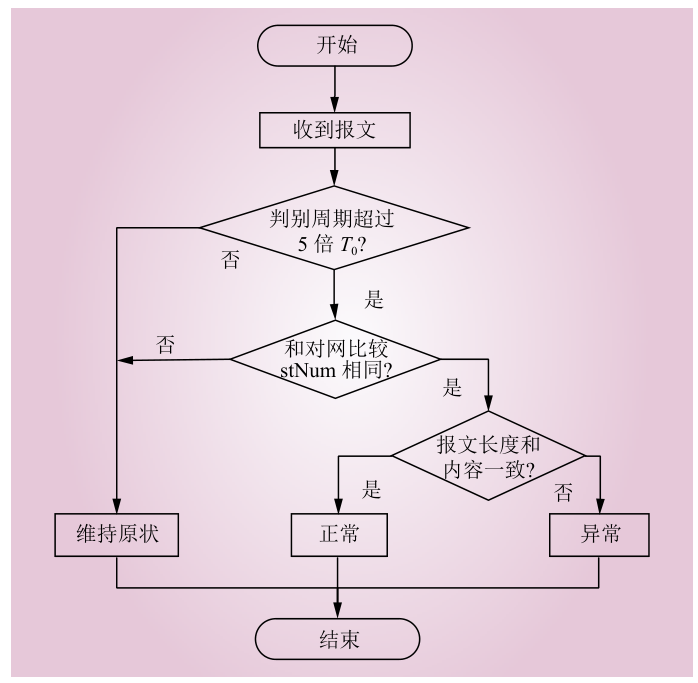 开始
收到报文
判别周期超过
5 倍 T₀?
否
是
和对网比较
stNum 相同?
否
是
报文长度和
内容一致?
是
否
维持原状
正常
异常
结束